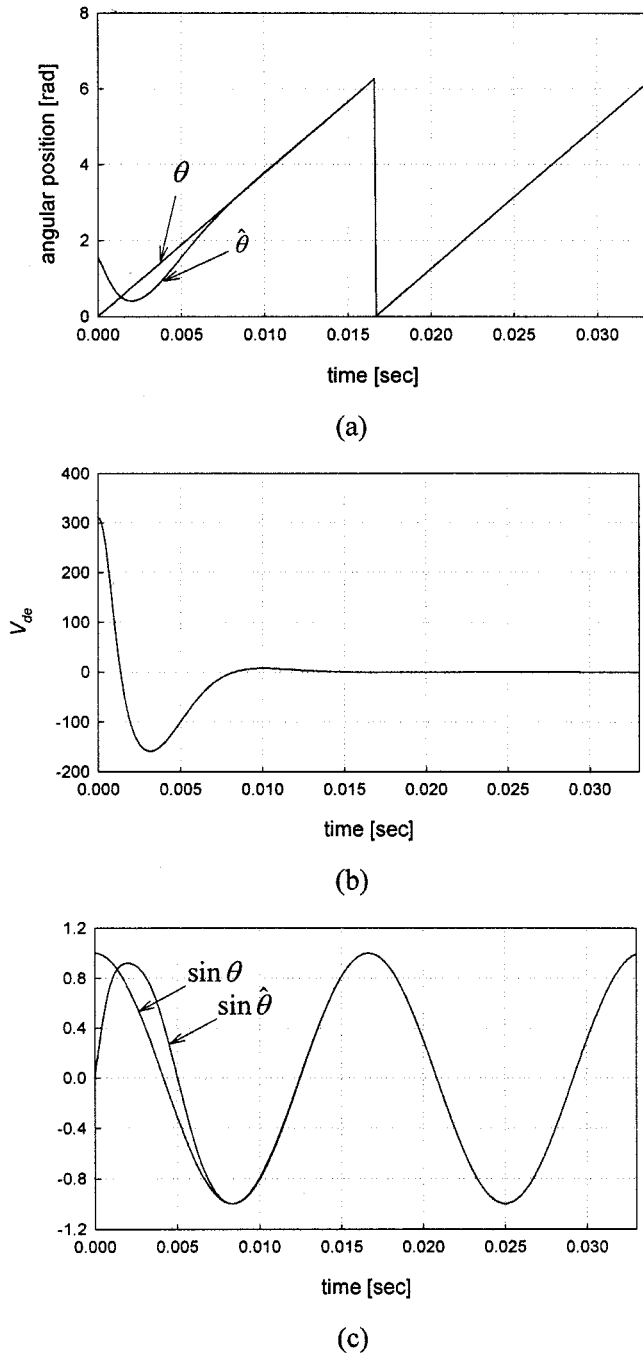 8
6
4
2
0
angular position [rad]
θ
θ̂
0.000 0.005 0.010 0.015 0.020 0.025 0.030
time [sec]
(a)
400
300
200
100
0
-100
-200
V_de
0.000 0.005 0.010 0.015 0.020 0.025 0.030
time [sec]
(b)
1.2
0.8
0.4
0.0
-0.4
-0.8
-1.2
sin θ
sin θ̂
0.000 0.005 0.010 0.015 0.020 0.025 0.030
time [sec]
(c)